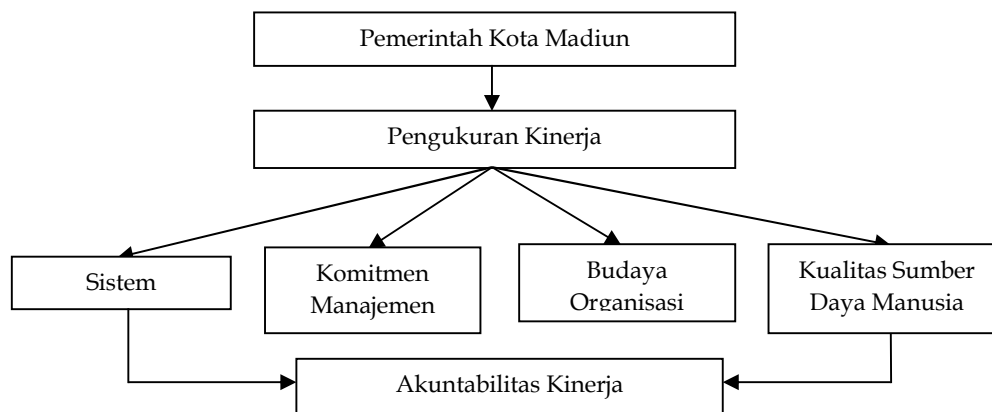 Pemerintah Kota Madiun
Pengukuran Kinerja
Sistem
Komitmen
Manajemen
Budaya
Organisasi
Kualitas Sumber
Daya Manusia
Akuntabilitas Kinerja